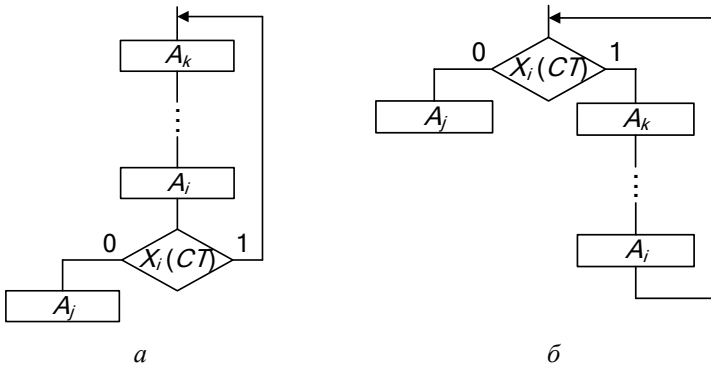 A_k
⋮
A_i
0 X_i (CT) 1
A_j
а
0 X_i (CT) 1
A_j A_k
⋮
A_i
б